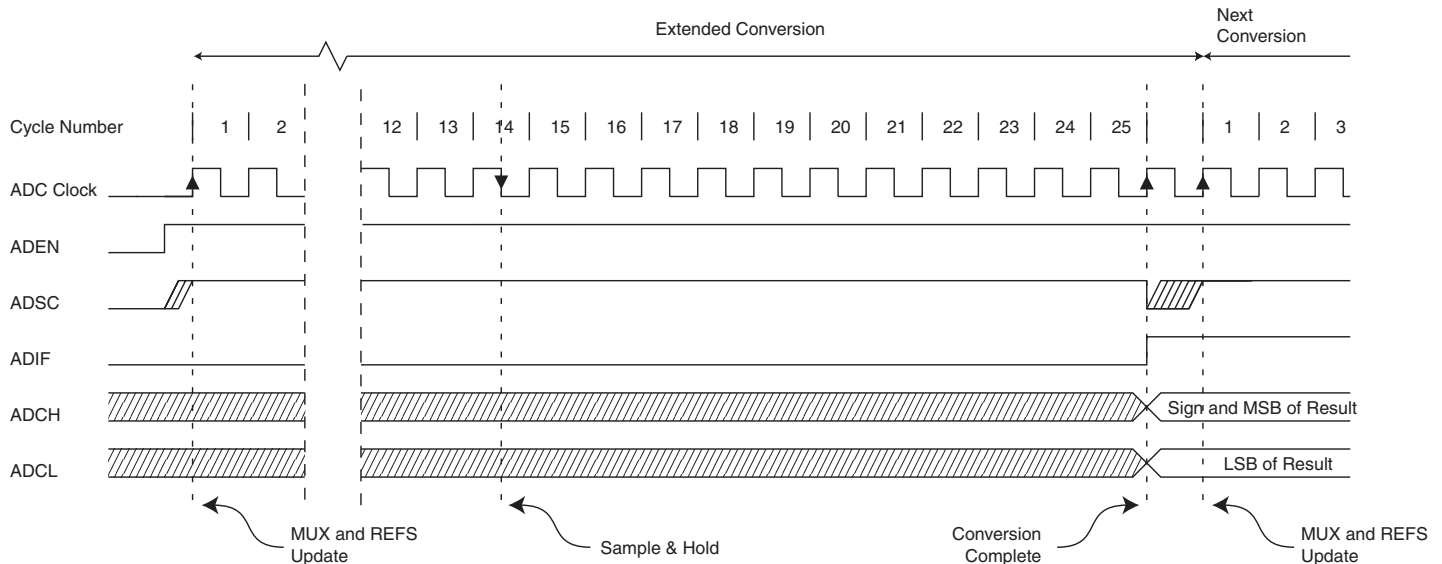 Extended Conversion
Next
Conversion
Cycle Number 1 2 12 13 14 15 16 17 18 19 20 21 22 23 24 25 1 2 3
ADC Clock
ADEN
ADSC
ADIF
ADCH
Sign and MSB of Result
ADCL
LSB of Result
MUX and REFS
Update
Sample & Hold
Conversion
Complete
MUX and REFS
Update